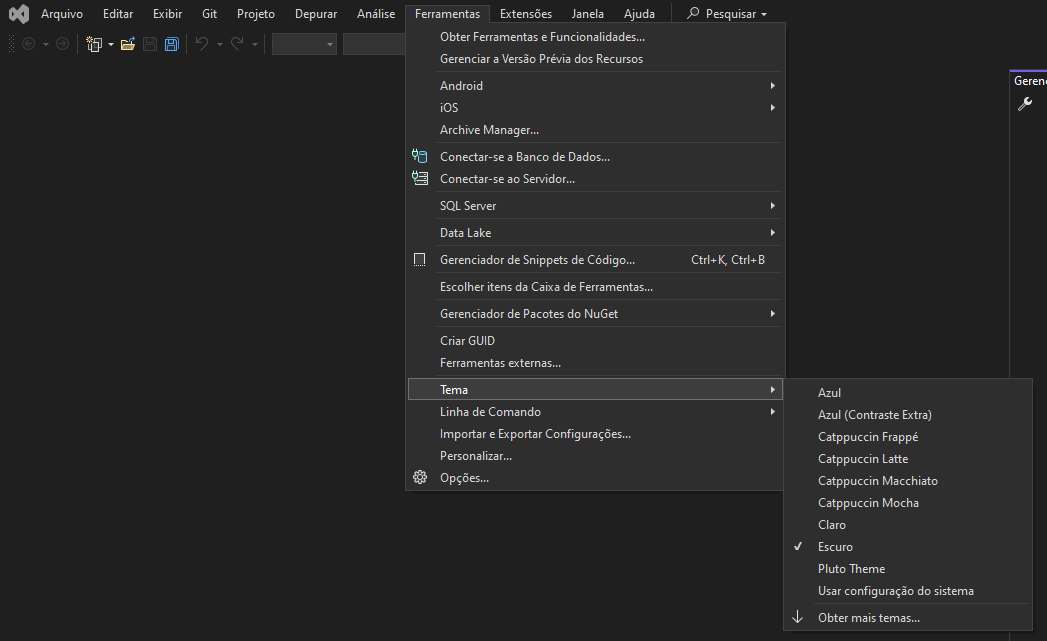 Arquivo Editar Exibir Git Projeto Depurar Análise Ferramentas Extensões Janela Ajuda Pesquisar
Obter Ferramentas e Funcionalidades...
Gerenciar a Versão Prévia dos Recursos
Android
iOS
Archive Manager...
Conectar-se a Banco de Dados...
Conectar-se ao Servidor...
SQL Server
Data Lake
Gerenciador de Snippets de Código... Ctrl+K, Ctrl+B
Escolher itens da Caixa de Ferramentas...
Gerenciador de Pacotes do NuGet
Criar GUID
Ferramentas externas...
Tema
Linha de Comando
Importar e Exportar Configurações...
Personalizar...
Opções...
Azul
Azul (Contraste Extra)
Catppuccin Frappé
Catppuccin Latte
Catppuccin Macchiato
Catppuccin Mocha
Claro
Escuro
Pluto Theme
Usar configuração do sistema
Obter mais temas...